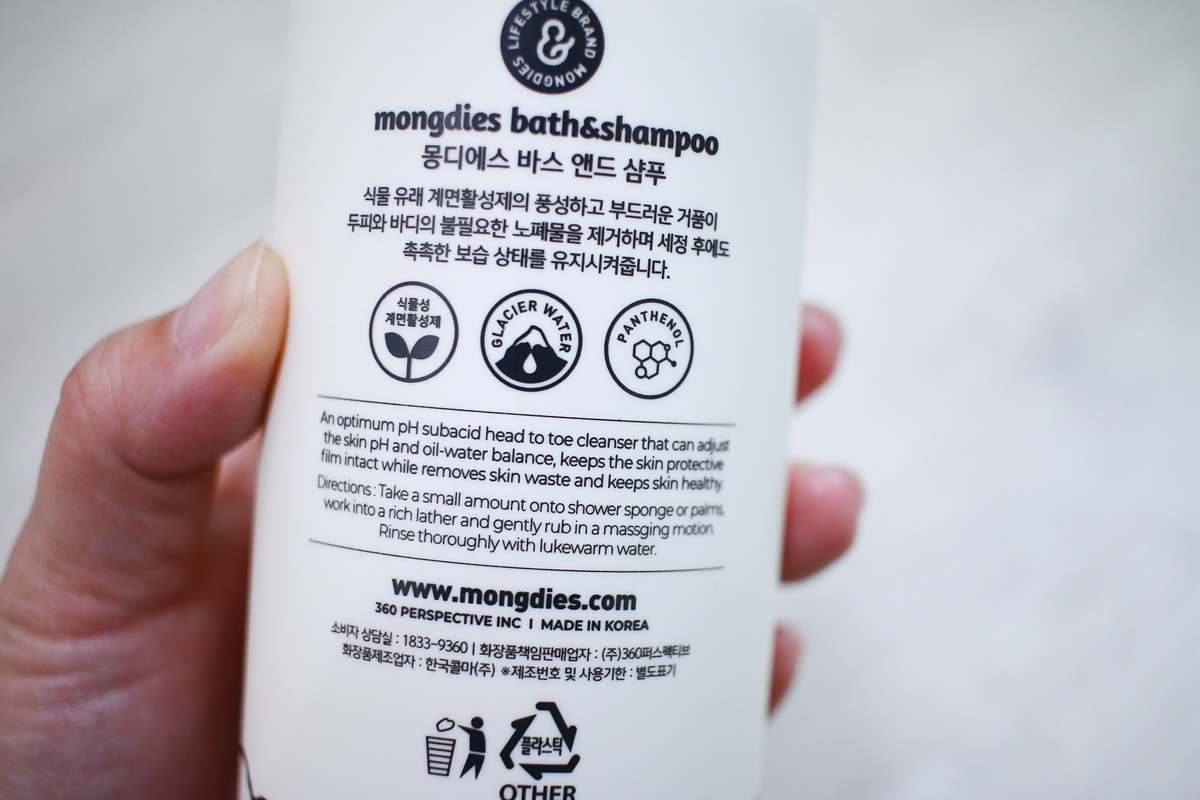 LIFESTYLE BRAND MONGDIES
&
mongdies bath&shampoo
몽디에스 바스 앤드 샴푸
식물 유래 계면활성제의 풍성하고 부드러운 거품이
두피와 바디의 불필요한 노폐물을 제거하며 세정 후에도
촉촉한 보습 상태를 유지시켜줍니다.
식물성
계면활성제
GLACIER WATER
PANTHENOL
An optimum pH subacid head to toe cleanser that can adjust
the skin pH and oil-water balance, keeps the skin protective
film intact while removes skin waste and keeps skin healthy.
Directions : Take a small amount onto shower sponge or palms,
work into a rich lather and gently rub in a massging motion.
Rinse thoroughly with lukewarm water.
www.mongdies.com
360 PERSPECTIVE INC I MADE IN KOREA
소비자 상담실 : 1833-9360 | 화장품책임판매업자 : (주)360퍼스펙티브
화장품제조업자 : 한국콜마(주) ※제조번호 및 사용기한 : 별도표기
플라스틱
OTHER